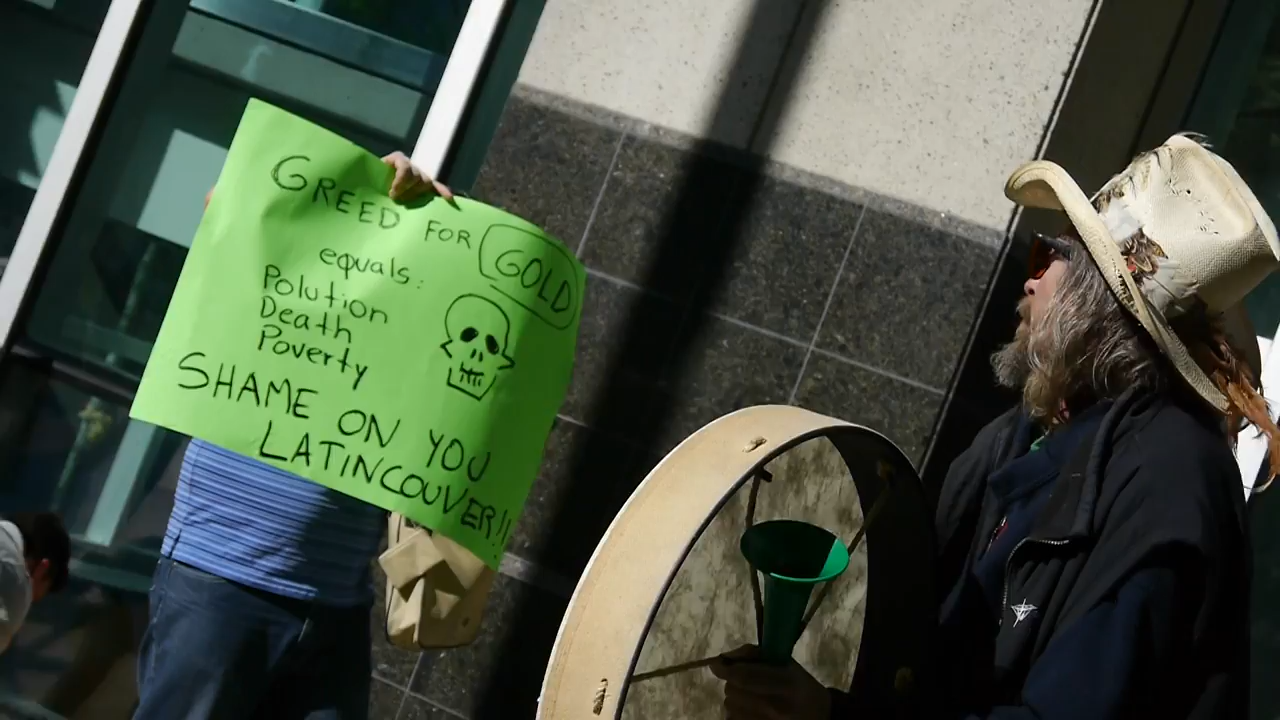 GREED FOR GOLD
equals:
Polution
Death
Poverty
SHAME ON YOU
LATINCOUVER!!